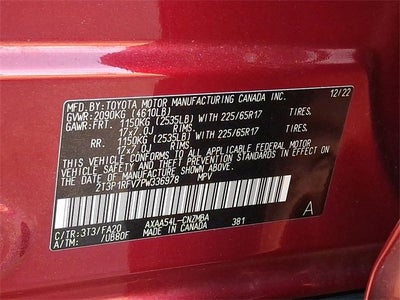 MFD.BY:TOYOTA MOTOR MANUFACTURING CANADA INC. 12/22
GVWR:2090KG (4610LB)
GAWR:FRT. 1150KG (2535LB) WITH 225/65R17 TIRES.
17x7.0J RIMS.
RR. 1150KG (2535LB) WITH 225/65R17 TIRES.
17x7.0J RIMS.
THIS VEHICLE CONFORMS TO ALL APPLICABLE FEDERAL MOTOR
VEHICLE SAFETY, BUMPER, AND THEFT PREVENTION STANDARDS
IN EFFECT ON THE DATE OF MANUFACTURE SHOWN ABOVE.
2T3P1RFV7PW336978 MPV
AXAA54L-CNZMBA A
C/TR:3T3/FA20 MADE IN CANADA 381
A/TM: /UB80F